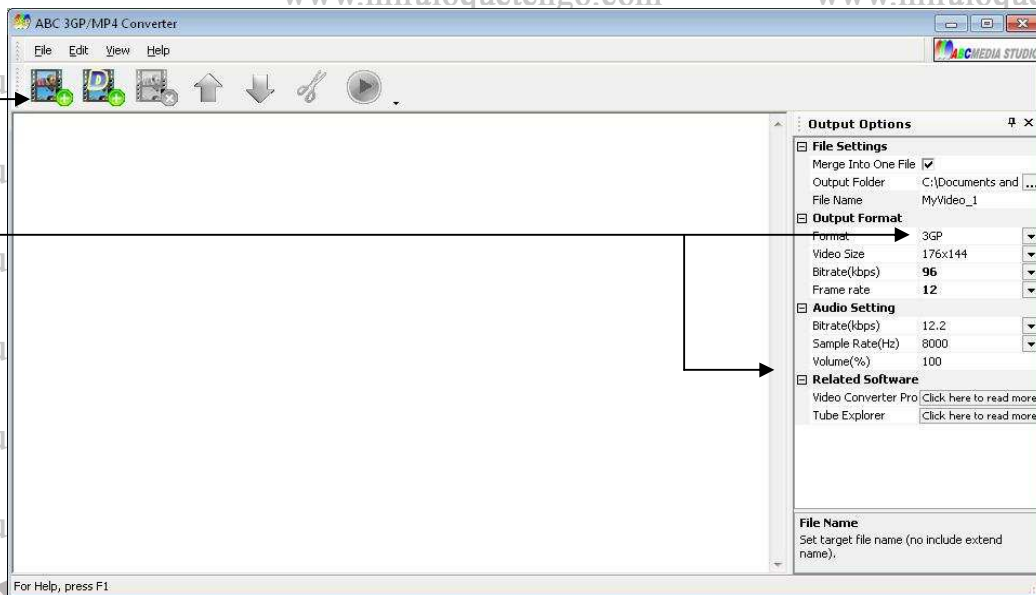 ABC 3GP/MP4 Converter
File Edit View Help
ABCMEDIA STUDIO
D
Output Options
File Settings
Merge Into One File
Output Folder C:\Documents and ...
File Name MyVideo_1
Output Format
Format 3GP
Video Size 176x144
Bitrate(kbps) 96
Frame rate 12
Audio Setting
Bitrate(kbps) 12.2
Sample Rate(Hz) 8000
Volume(%) 100
Related Software
Video Converter Pro Click here to read more
Tube Explorer Click here to read more
File Name
Set target file name (no include extend
name).
For Help, press F1